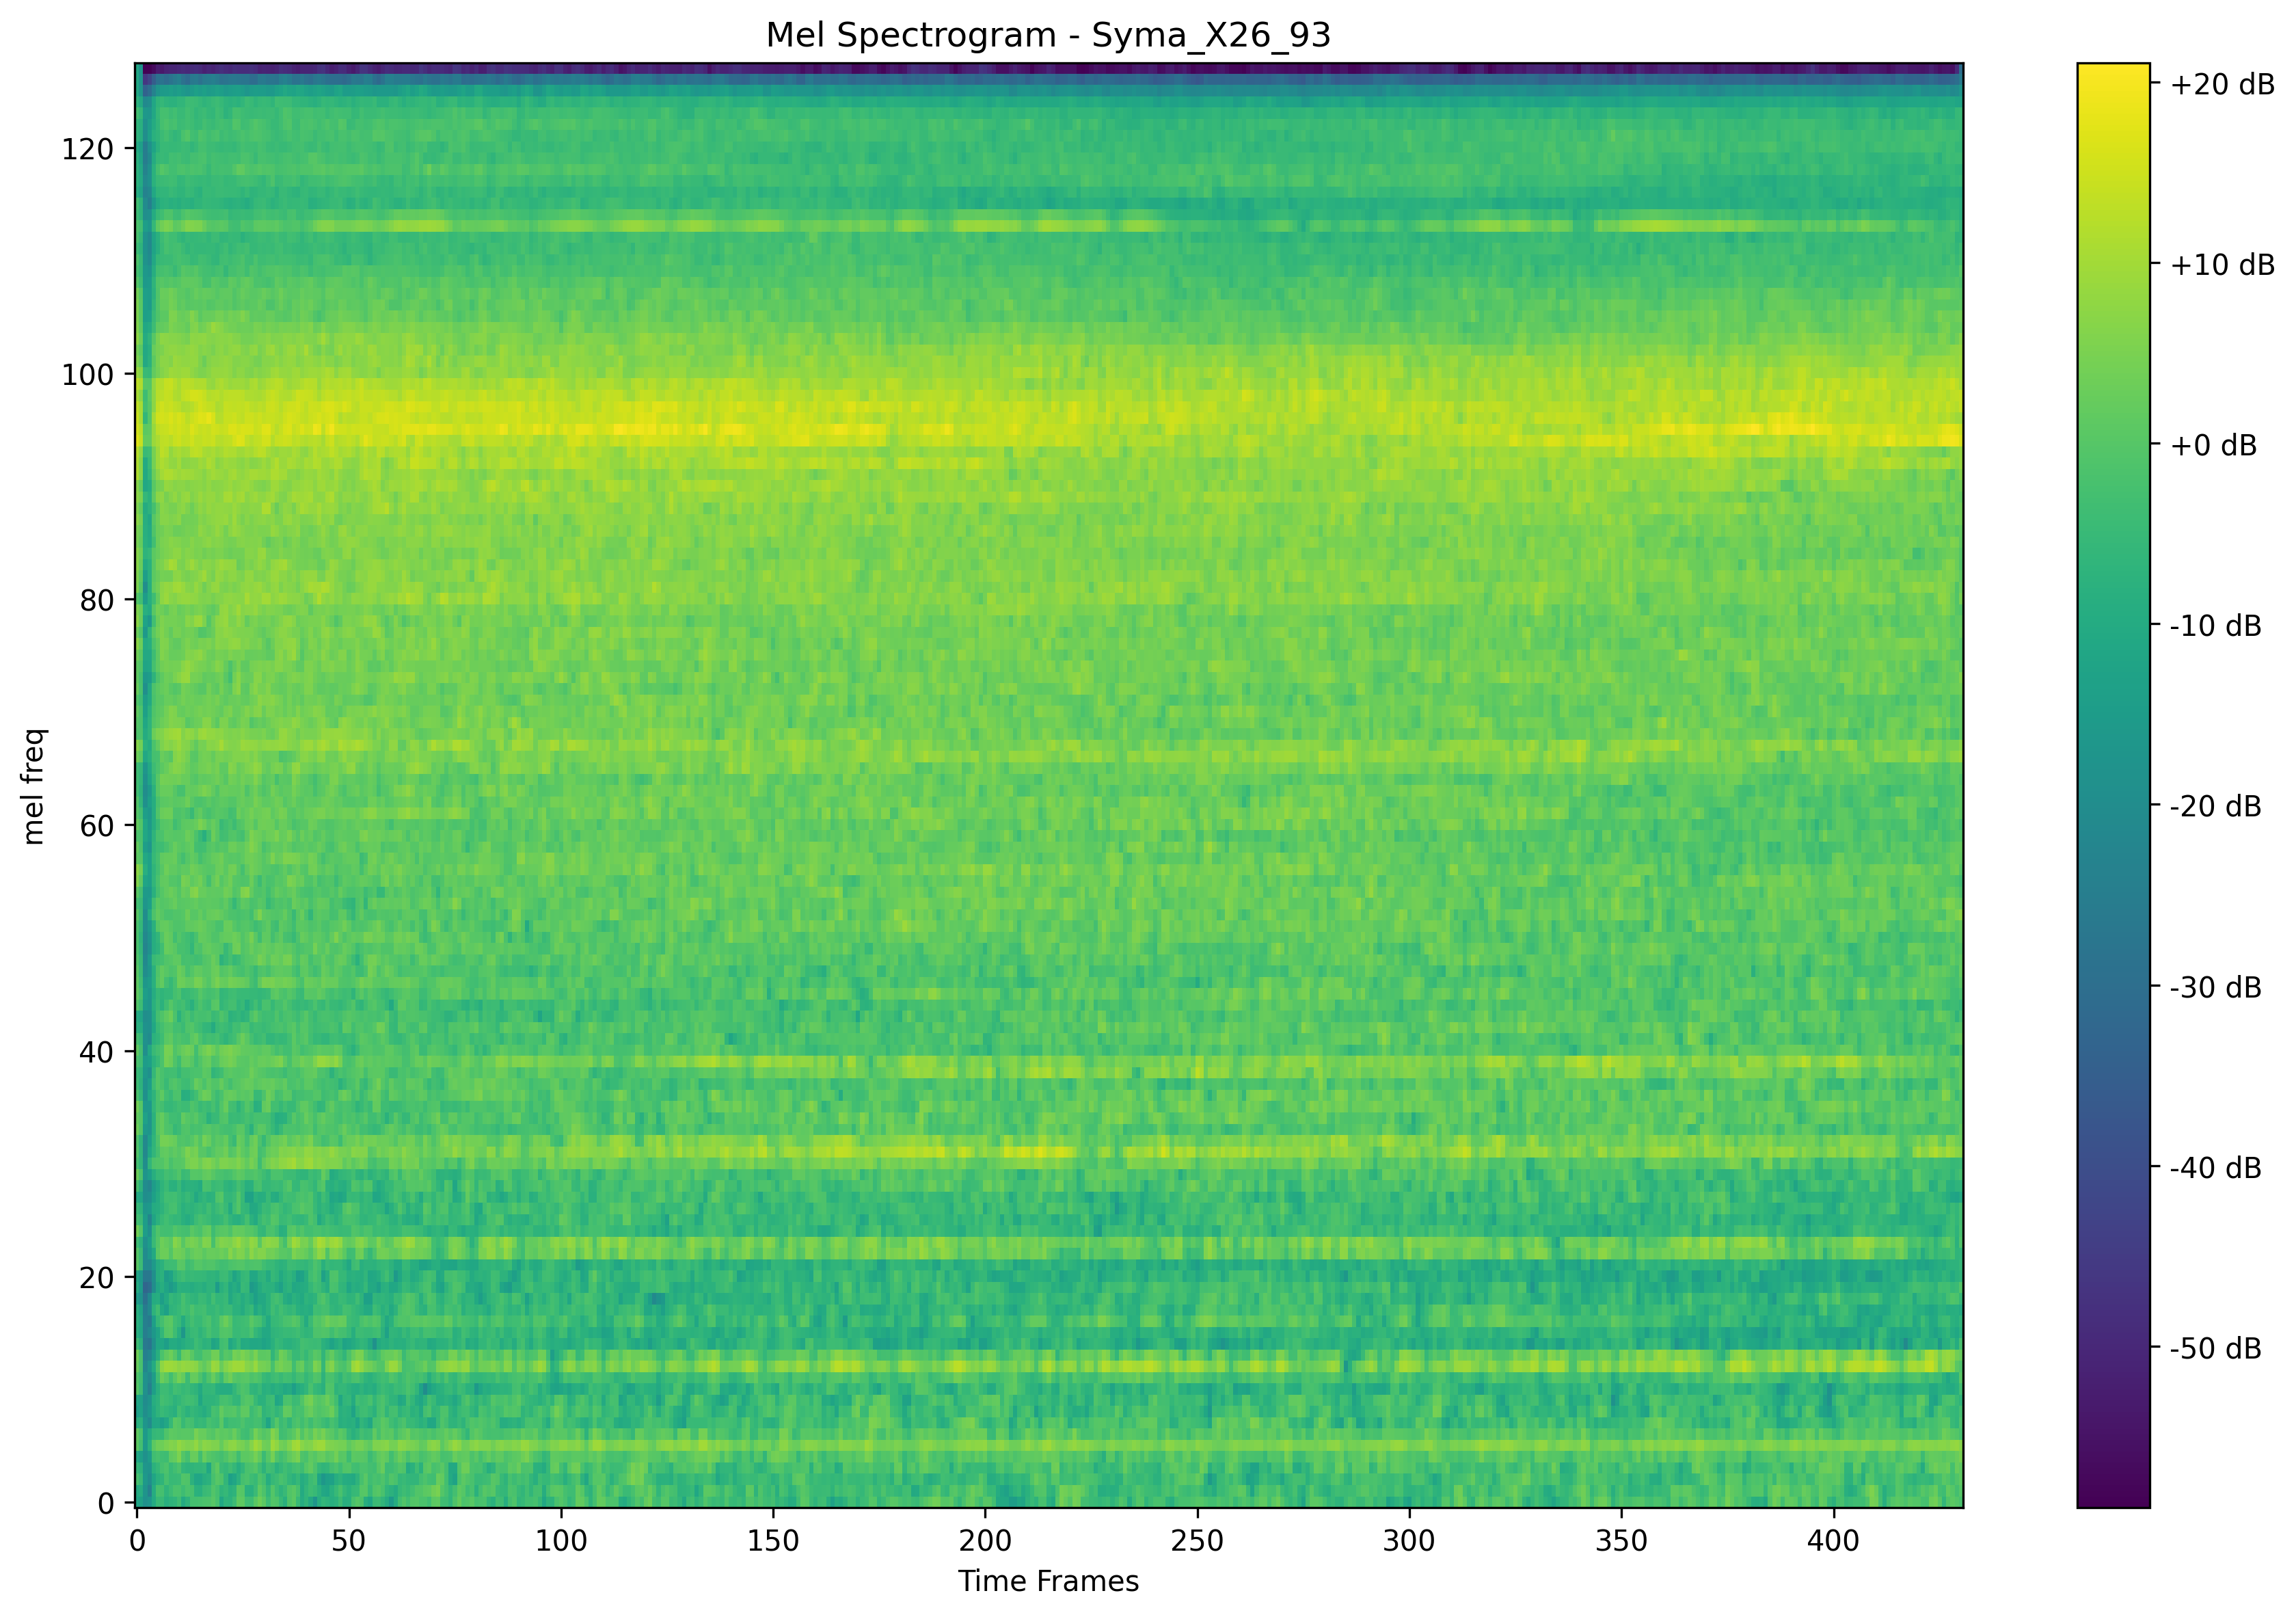 Mel Spectrogram - Syma_X26_93
mel freq
120
100
80
60
40
20
0
0 50 100 150 200 250 300 350 400
Time Frames
+20 dB
+10 dB
+0 dB
-10 dB
-20 dB
-30 dB
-40 dB
-50 dB